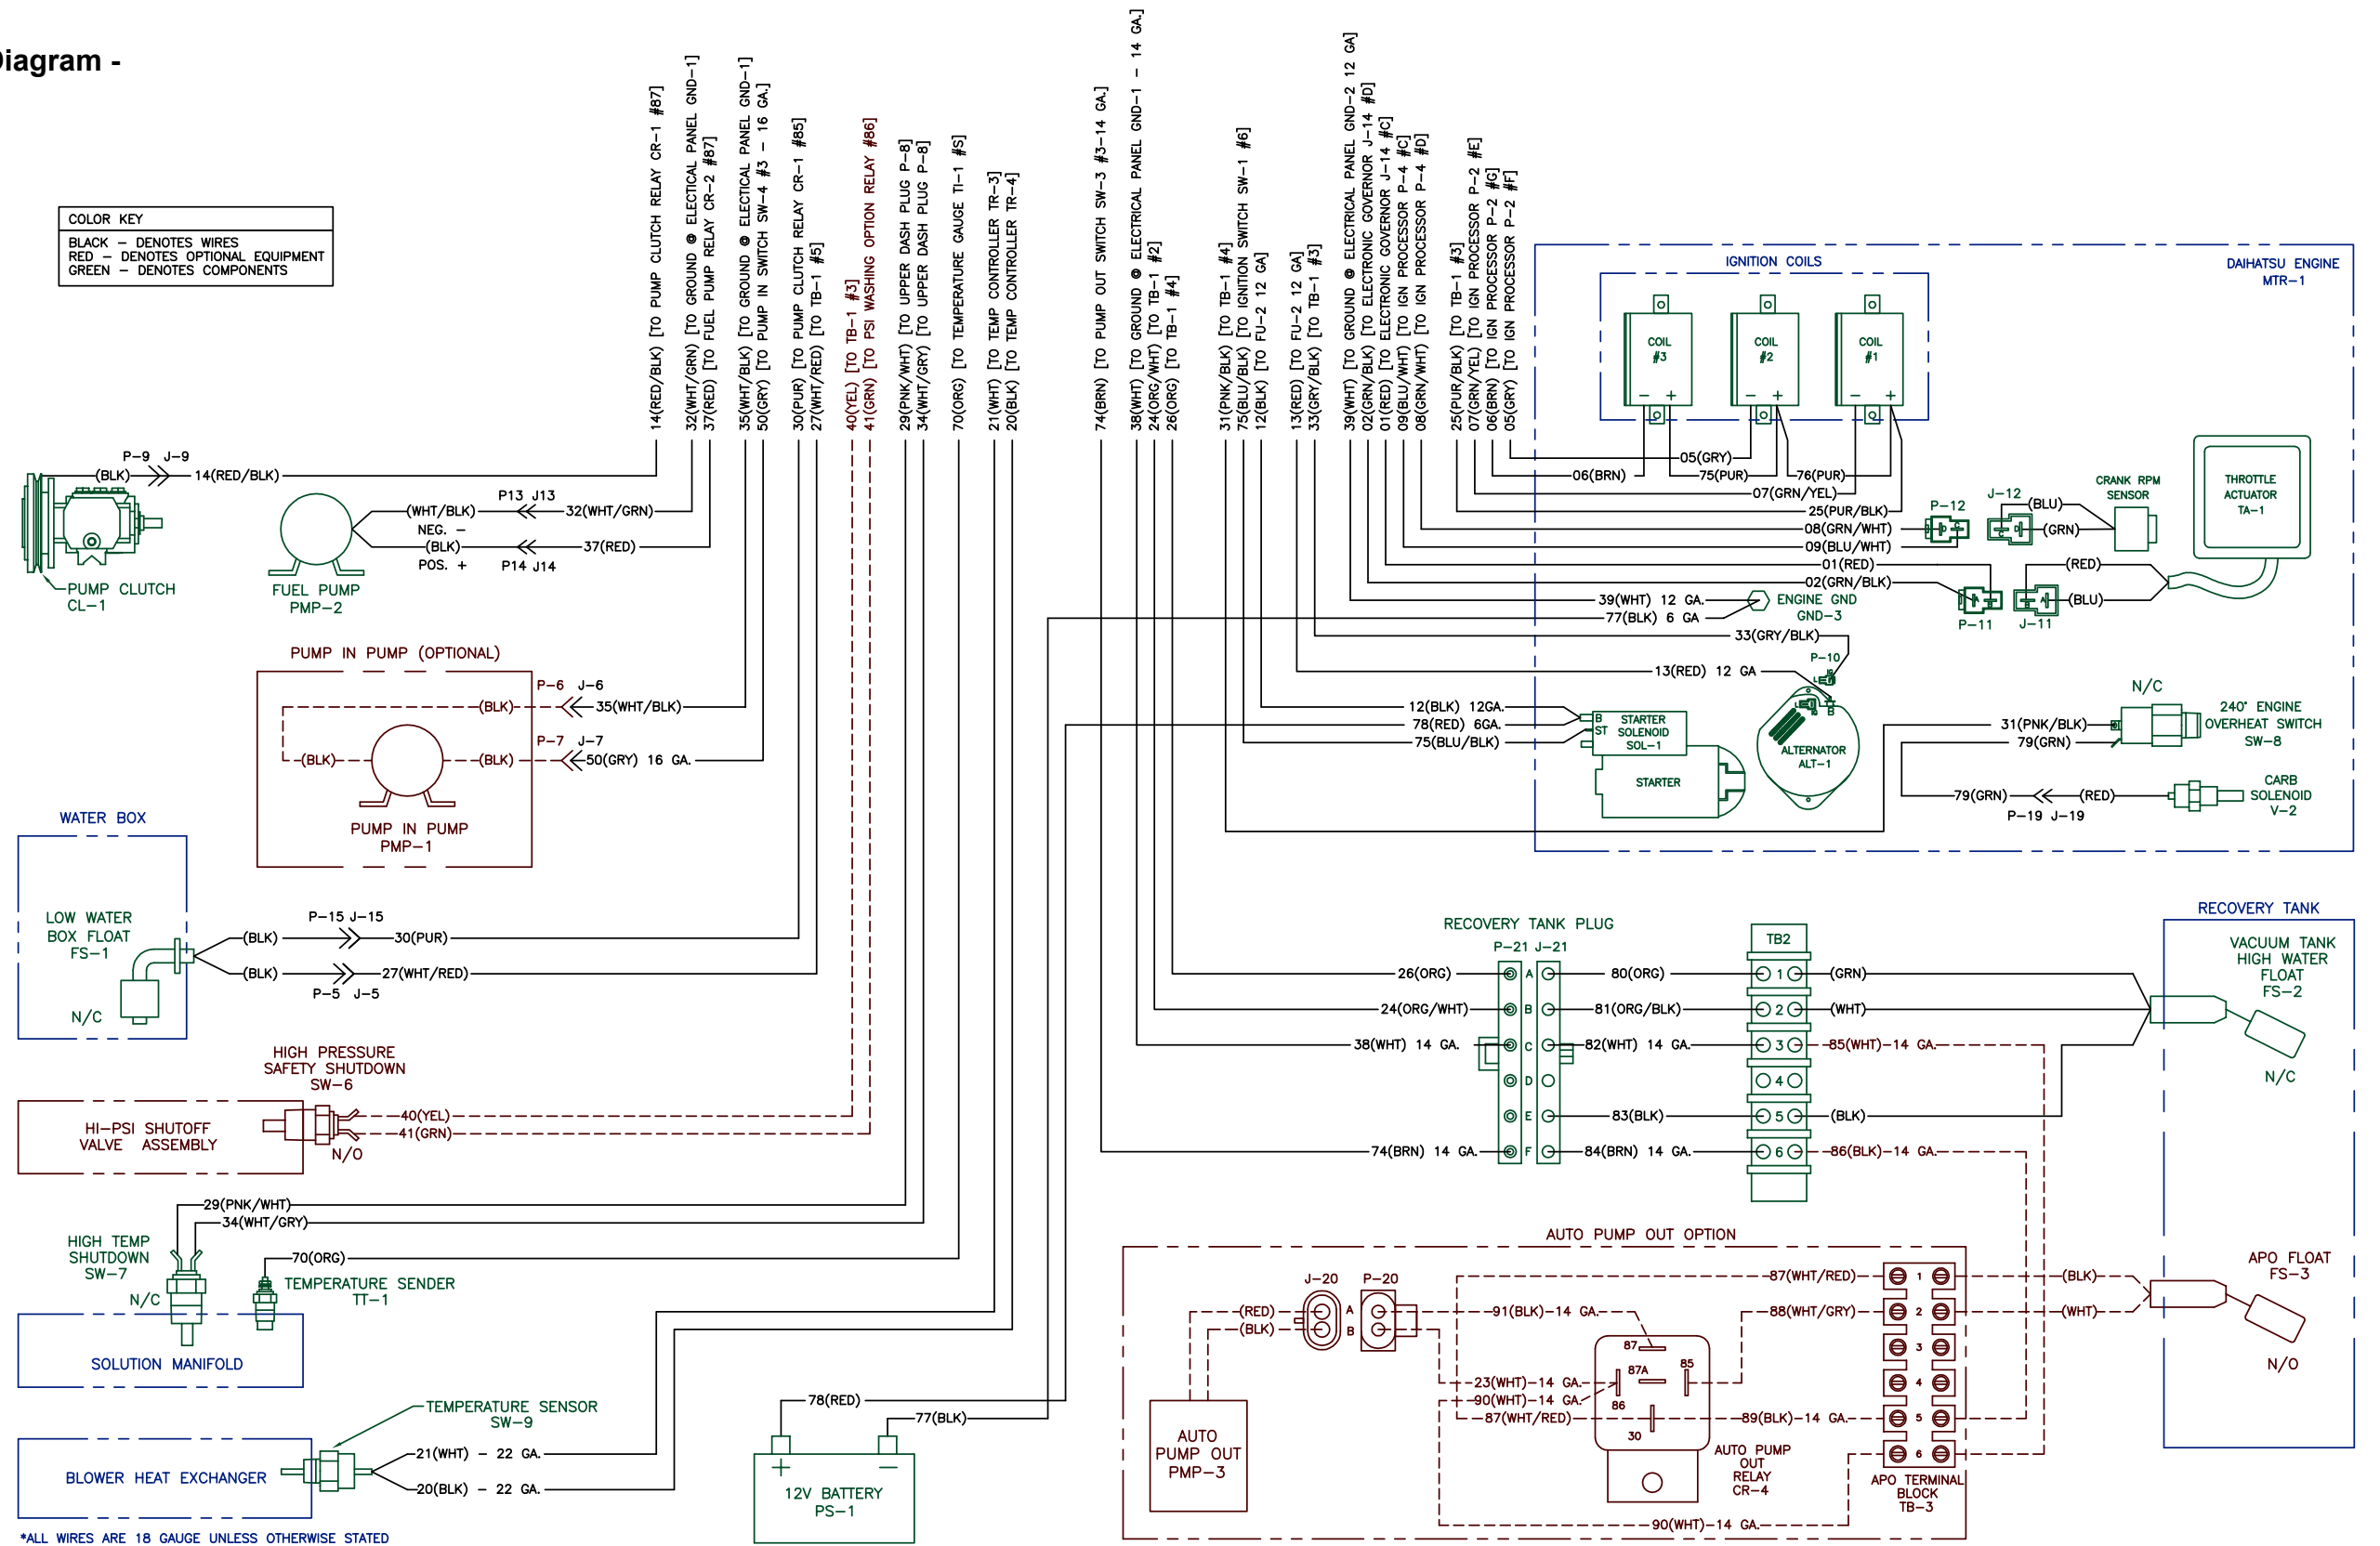 Diagram -
COLOR KEY
BLACK – DENOTES WIRES
RED – DENOTES OPTIONAL EQUIPMENT
GREEN – DENOTES COMPONENTS
14(RED/BLK) [TO PUMP CLUTCH RELAY CR-1 #87]
32(WHT/GRN) [TO GROUND @ ELECTICAL PANEL GND-1]
37(RED) [TO FUEL PUMP RELAY CR-2 #87]
35(WHT/BLK) [TO GROUND @ ELECTICAL PANEL GND-1]
50(GRY) [TO PUMP IN SWITCH SW-4 #3 - 16 GA.]
30(PUR) [TO PUMP CLUTCH RELAY CR-1 #85]
27(WHT/RED) [TO TB-1 #5]
40(YEL) [TO TB-1 #3]
41(GRN) [TO PSI WASHING OPTION RELAY #86]
29(PNK/WHT) [TO UPPER DASH PLUG P-8]
34(WHT/GRY) [TO UPPER DASH PLUG P-8]
70(ORG) [TO TEMPERATURE GAUGE TI-1 #S]
21(WHT) [TO TEMP CONTROLLER TR-3]
20(BLK) [TO TEMP CONTROLLER TR-4]
74(BRN) [TO PUMP OUT SWITCH SW-3 #3-14 GA.]
38(WHT) [TO GROUND @ ELECTRICAL PANEL GND-1 - 14 GA.]
24(ORG/WHT) [TO TB-1 #2]
26(ORG) [TO TB-1 #4]
31(PNK/BLK) [TO TB-1 #4]
75(BLU/BLK) [TO IGNITION SWITCH SW-1 #6]
12(BLK) [TO FU-2 12 GA]
13(RED) [TO FU-2 12 GA]
33(GRY/BLK) [TO TB-1 #3]
39(WHT) [TO GROUND @ ELECTRICAL PANEL GND-2 12 GA]
02(GRN/BLK) [TO ELECTRONIC GOVERNOR J-14 #D]
01(RED) [TO ELECTRONIC GOVERNOR J-14 #C]
09(BLU/WHT) [TO IGN PROCESSOR P-4 #C]
08(GRN/WHT) [TO IGN PROCESSOR P-4 #D]
25(PUR/BLK) [TO TB-1 #3]
07(GRN/YEL) [TO IGN PROCESSOR P-2 #E]
06(BRN) [TO IGN PROCESSOR P-2 #G]
05(GRY) [TO IGN PROCESSOR P-2 #F]
P-9 J-9
(BLK)
14(RED/BLK)
PUMP CLUTCH
CL-1
P13 J13
(WHT/BLK)
32(WHT/GRN)
NEG. -
(BLK)
37(RED)
POS. +
P14 J14
FUEL PUMP
PMP-2
PUMP IN PUMP (OPTIONAL)
P-6 J-6
(BLK)
35(WHT/BLK)
P-7 J-7
(BLK)
(BLK)
50(GRY) 16 GA.
PUMP IN PUMP
PMP-1
WATER BOX
LOW WATER
BOX FLOAT
FS-1
N/C
P-15 J-15
(BLK)
30(PUR)
(BLK)
27(WHT/RED)
P-5 J-5
HIGH PRESSURE
SAFETY SHUTDOWN
SW-6
HI-PSI SHUTOFF
VALVE ASSEMBLY
40(YEL)
41(GRN)
N/O
29(PNK/WHT)
34(WHT/GRY)
HIGH TEMP
SHUTDOWN
SW-7
N/C
70(ORG)
TEMPERATURE SENDER
TT-1
SOLUTION MANIFOLD
TEMPERATURE SENSOR
SW-9
21(WHT) - 22 GA.
20(BLK) - 22 GA.
BLOWER HEAT EXCHANGER
*ALL WIRES ARE 18 GAUGE UNLESS OTHERWISE STATED
78(RED)
77(BLK)
+ -
12V BATTERY
PS-1
DAIHATSU ENGINE
MTR-1
IGNITION COILS
COIL
#3
- +
COIL
#2
- +
COIL
#1
- +
05(GRY)
06(BRN)
75(PUR)
76(PUR)
07(GRN/YEL)
25(PUR/BLK)
08(GRN/WHT)
09(BLU/WHT)
01(RED)
02(GRN/BLK)
39(WHT) 12 GA.
77(BLK) 6 GA
ENGINE GND
GND-3
33(GRY/BLK)
13(RED) 12 GA
P-12
D C
J-12
C D
(BLU)
(GRN)
CRANK RPM
SENSOR
THROTTLE
ACTUATOR
TA-1
(RED)
(BLU)
P-11
A B
J-11
B A
P-10
B
ALTERNATOR
ALT-1
12(BLK) 12GA.
78(RED) 6GA.
75(BLU/BLK)
B
ST
STARTER
SOLENOID
SOL-1
STARTER
N/C
31(PNK/BLK)
79(GRN)
240° ENGINE
OVERHEAT SWITCH
SW-8
79(GRN)
(RED)
P-19 J-19
CARB
SOLENOID
V-2
RECOVERY TANK PLUG
P-21 J-21
TB2
26(ORG) A 80(ORG) 1 (GRN)
24(ORG/WHT) B 81(ORG/BLK) 2 (WHT)
38(WHT) 14 GA. C 82(WHT) 14 GA. 3 85(WHT)-14 GA.
D 4
E 83(BLK) 5 (BLK)
74(BRN) 14 GA. F 84(BRN) 14 GA. 6 86(BLK)-14 GA.
RECOVERY TANK
VACUUM TANK
HIGH WATER
FLOAT
FS-2
N/C
AUTO PUMP OUT OPTION
J-20 P-20
(RED) A 91(BLK)-14 GA.
(BLK) B
87(WHT/RED)
88(WHT/GRY)
23(WHT)-14 GA.
90(WHT)-14 GA.
87(WHT/RED)
89(BLK)-14 GA.
87
87A
85
86
30
AUTO PUMP
OUT
RELAY
CR-4
AUTO
PUMP OUT
PMP-3
90(WHT)-14 GA.
1
2
3
4
5
6
APO TERMINAL
BLOCK
TB-3
(BLK)
(WHT)
APO FLOAT
FS-3
N/O